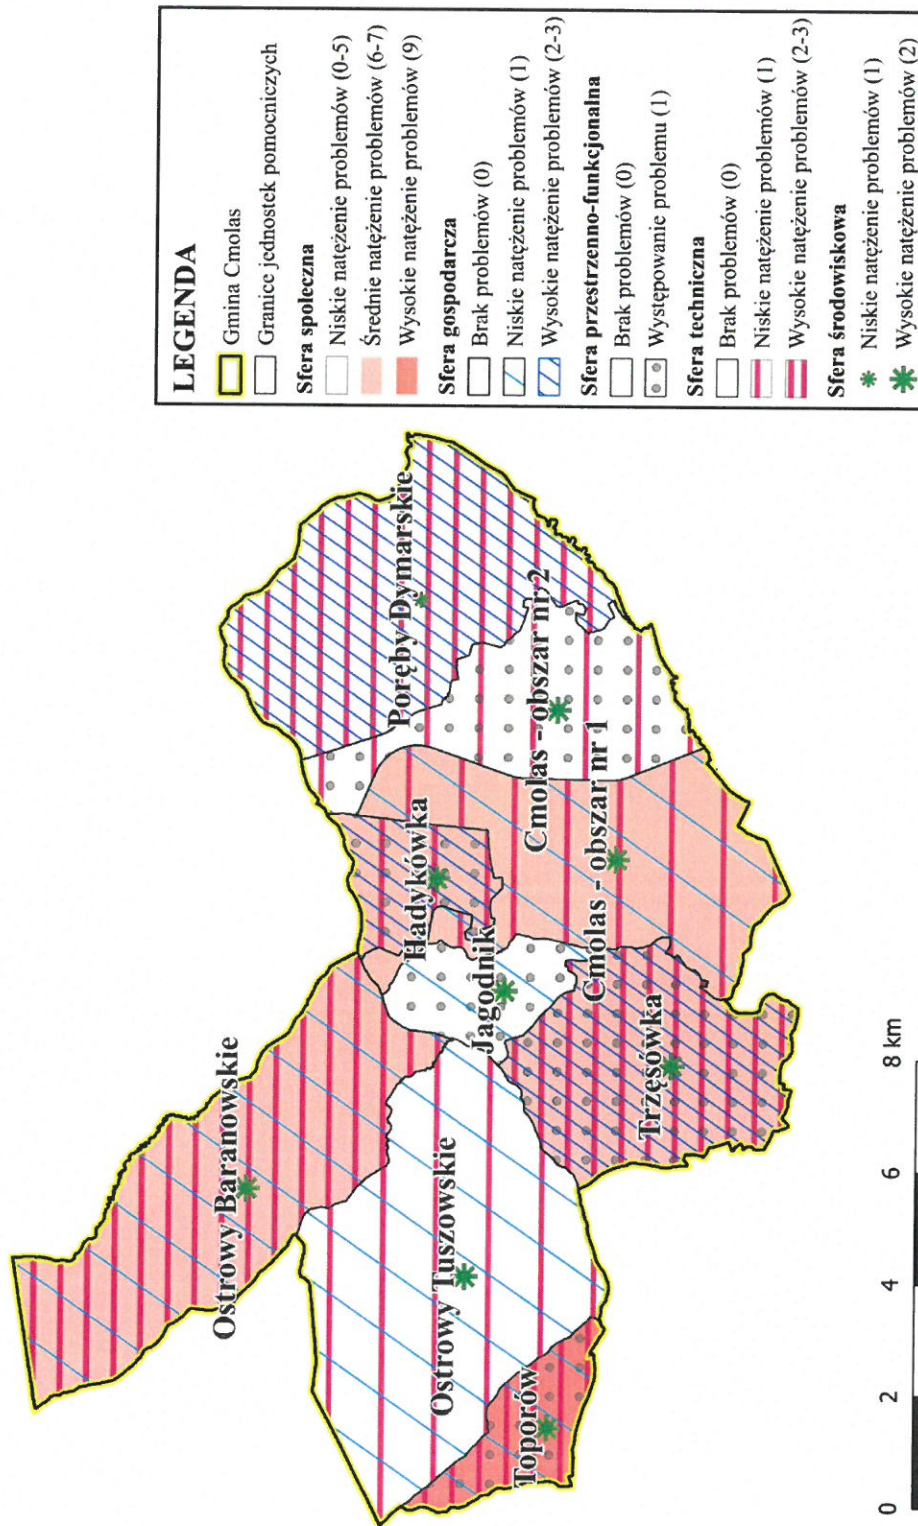 LEGENDA
Gmina Cmolas
Granice jednostek pomocniczych
Sfera społeczna
Niskie natężenie problemów (0-5)
Średnie natężenie problemów (6-7)
Wysokie natężenie problemów (9)
Sfera gospodarcza
Brak problemów (0)
Niskie natężenie problemów (1)
Wysokie natężenie problemów (2-3)
Sfera przestrzenno-funkcjonalna
Brak problemów (0)
Występowanie problemu (1)
Sfera techniczna
Brak problemów (0)
Niskie natężenie problemów (1)
Wysokie natężenie problemów (2-3)
Sfera środowiskowa
Niskie natężenie problemów (1)
Wysokie natężenie problemów (2)
Ostrowy Baranowskie
Hadykówka
Poręby Dymarskie
Ostrowy Tuszowskie
Jagodnik
Toporów
Cmolas - obszar nr 2
Cmolas - obszar nr 1
Trzęsówka
0 2 4 6 8 km